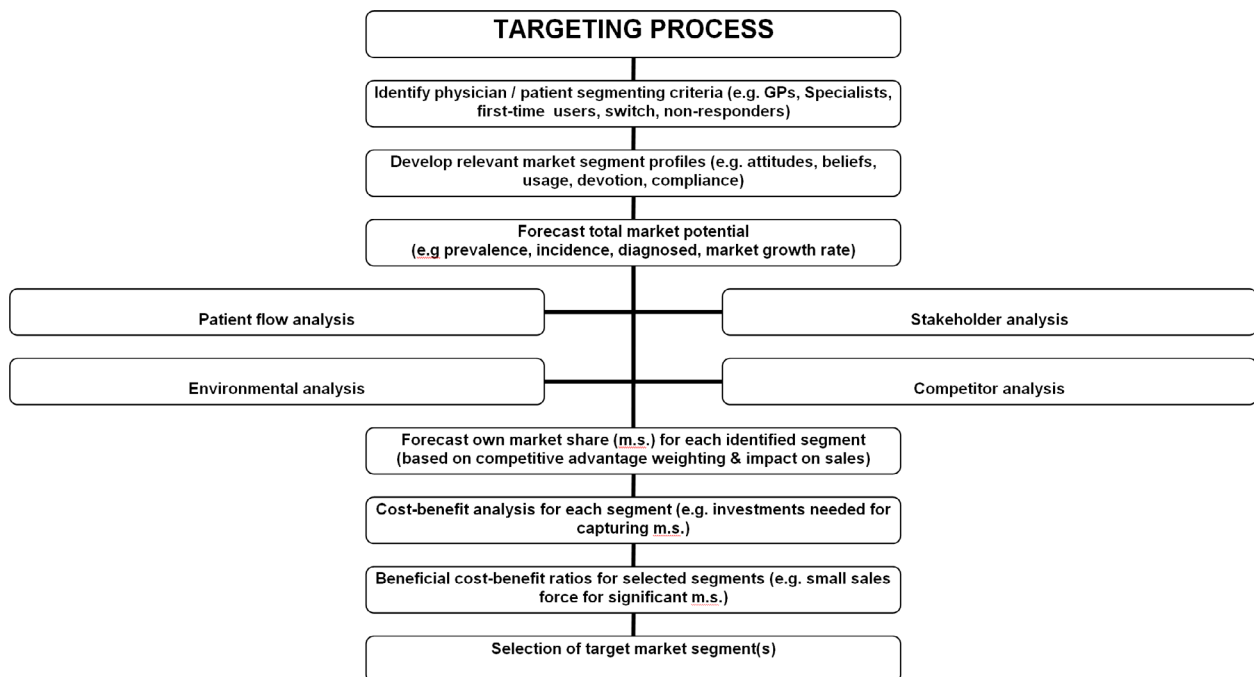 TARGETING PROCESS
Identify physician / patient segmenting criteria (e.g. GPs, Specialists,
first-time users, switch, non-responders)
Develop relevant market segment profiles (e.g. attitudes, beliefs,
usage, devotion, compliance)
Forecast total market potential
(e.g prevalence, incidence, diagnosed, market growth rate)
Patient flow analysis
Stakeholder analysis
Environmental analysis
Competitor analysis
Forecast own market share (m.s.) for each identified segment
(based on competitive advantage weighting & impact on sales)
Cost-benefit analysis for each segment (e.g. investments needed for
capturing m.s.)
Beneficial cost-benefit ratios for selected segments (e.g. small sales
force for significant m.s.)
Selection of target market segment(s)